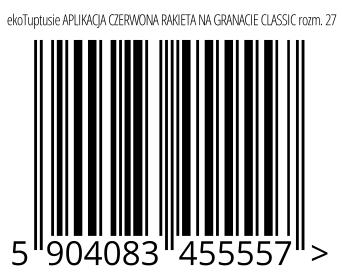 ekoTuptusie APLIKACJA CZERWONA RAKIETA NA GRANACIE CLASSIC rozm. 27
5 904083 455557 >